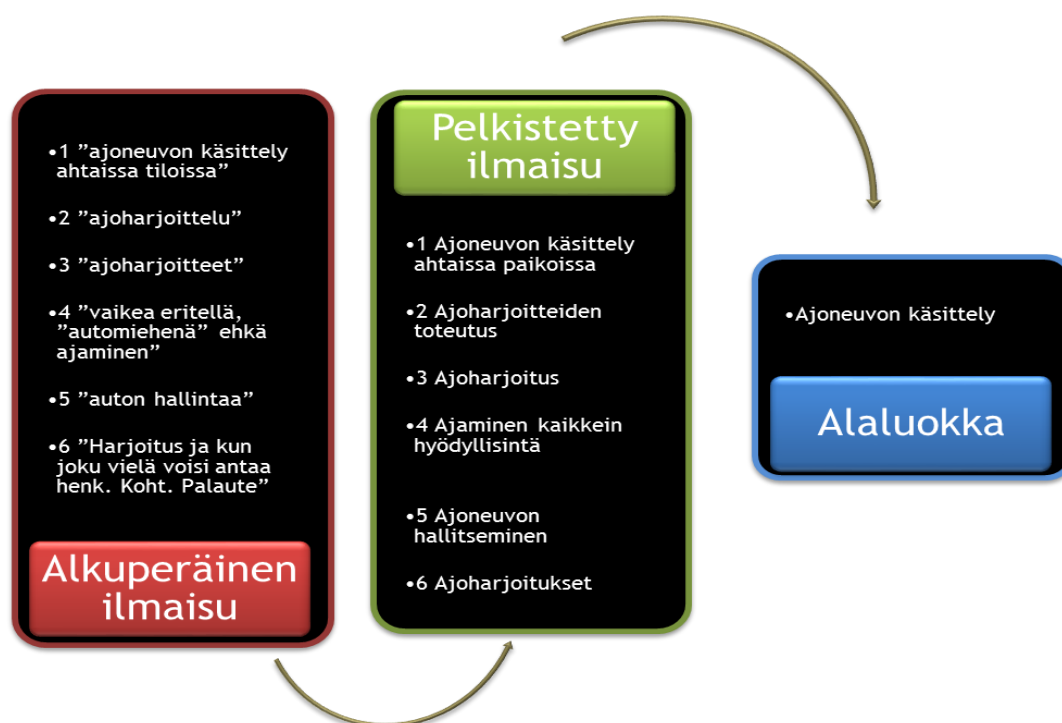 •1 ”ajoneuvon käsittely
ahtaissa tiloissa”
•2 ”ajoharjoittelu”
•3 ”ajoharjoitteet”
•4 ”vaikea eritellä,
”automiehenä” ehkä
ajaminen”
•5 ”auton hallintaa”
•6 ”Harjoitus ja kun
joku vielä voisi antaa
henk. Koht. Palaute”
Alkuperäinen
ilmaisu
Pelkistetty
ilmaisu
•1 Ajoneuvon käsittely
ahtaissa paikoissa
•2 Ajoharjoitteiden
toteutus
•3 Ajoharjoitus
•4 Ajaminen kaikkein
hyödyllisintä
•5 Ajoneuvon
hallitseminen
•6 Ajoharjoitukset
•Ajoneuvon käsittely
Alaluokka